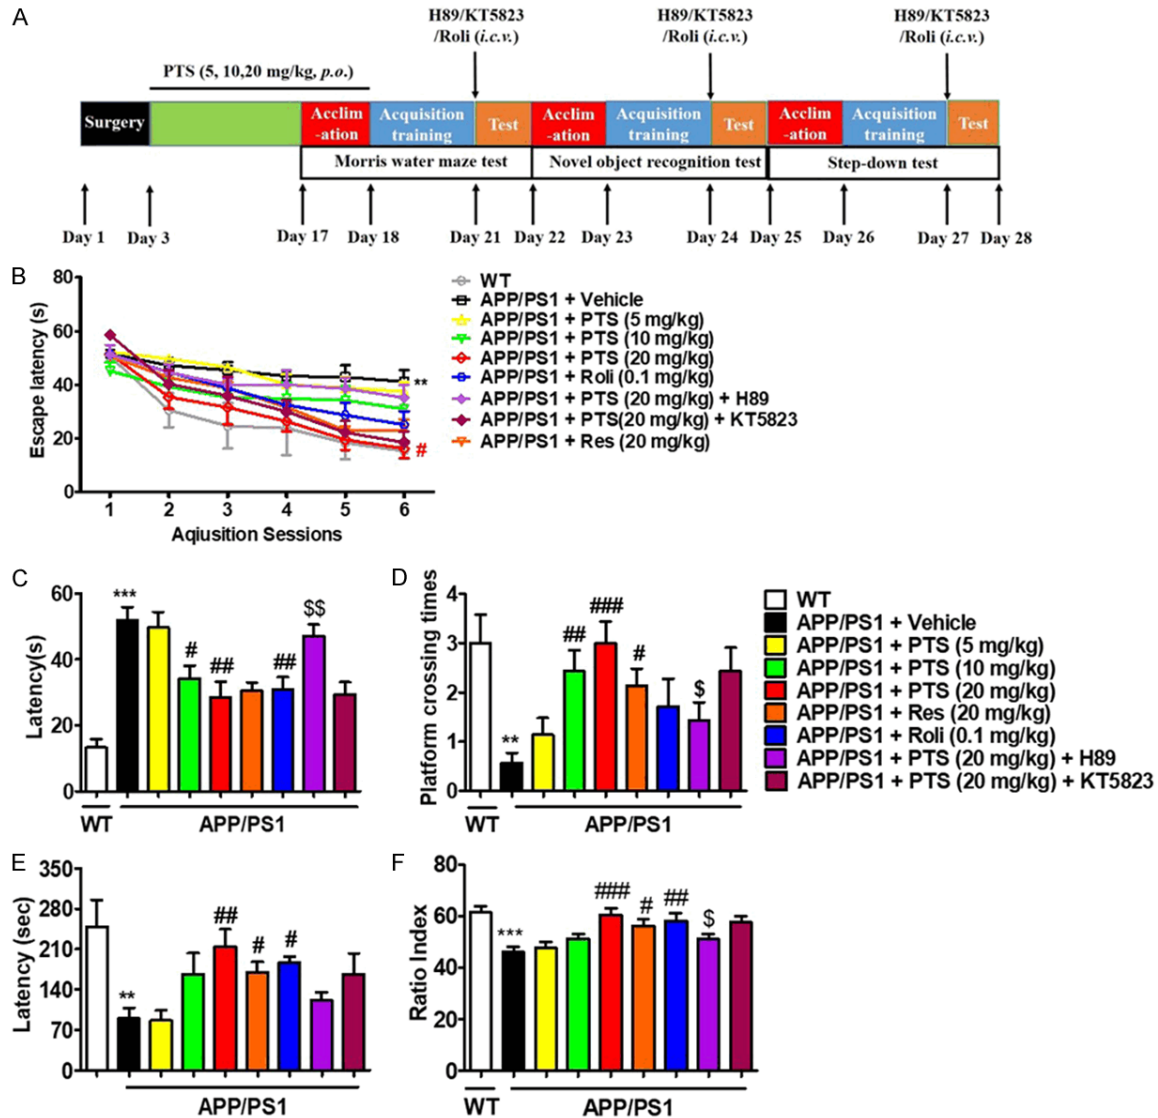 A
H89/KT5823
/Roli (i.c.v.)
H89/KT5823
/Roli (i.c.v.)
H89/KT5823
/Roli (i.c.v.)
PTS (5, 10,20 mg/kg, p.o.)
Surgery
Acclim
-ation
Acquisition
training
Test
Acclim
-ation
Acquisition
training
Test
Acclim
-ation
Acquisition
training
Test
Morris water maze test
Novel object recognition test
Step-down test
Day 1
Day 3
Day 17
Day 18
Day 21
Day 22
Day 23
Day 24
Day 25
Day 26
Day 27
Day 28
B
Escape latency (s)
80
60
40
20
0
1 2 3 4 5 6
Aqiusition Sessions
**
#
WT
APP/PS1 + Vehicle
APP/PS1 + PTS (5 mg/kg)
APP/PS1 + PTS (10 mg/kg)
APP/PS1 + PTS (20 mg/kg)
APP/PS1 + Roli (0.1 mg/kg)
APP/PS1 + PTS (20 mg/kg) + H89
APP/PS1 + PTS(20 mg/kg) + KT5823
APP/PS1 + Res (20 mg/kg)
C
Latency(s)
60
40
20
0
***
#
##
##
$$
WT
APP/PS1
D
Platform crossing times
4
3
2
1
0
**
##
###
#
$
WT
APP/PS1
WT
APP/PS1 + Vehicle
APP/PS1 + PTS (5 mg/kg)
APP/PS1 + PTS (10 mg/kg)
APP/PS1 + PTS (20 mg/kg)
APP/PS1 + Res (20 mg/kg)
APP/PS1 + Roli (0.1 mg/kg)
APP/PS1 + PTS (20 mg/kg) + H89
APP/PS1 + PTS (20 mg/kg) + KT5823
E
Latency (sec)
350
280
210
140
70
0
**
##
#
#
APP/PS1
F
Ratio Index
80
60
40
20
0
***
###
#
##
$
WT
APP/PS1